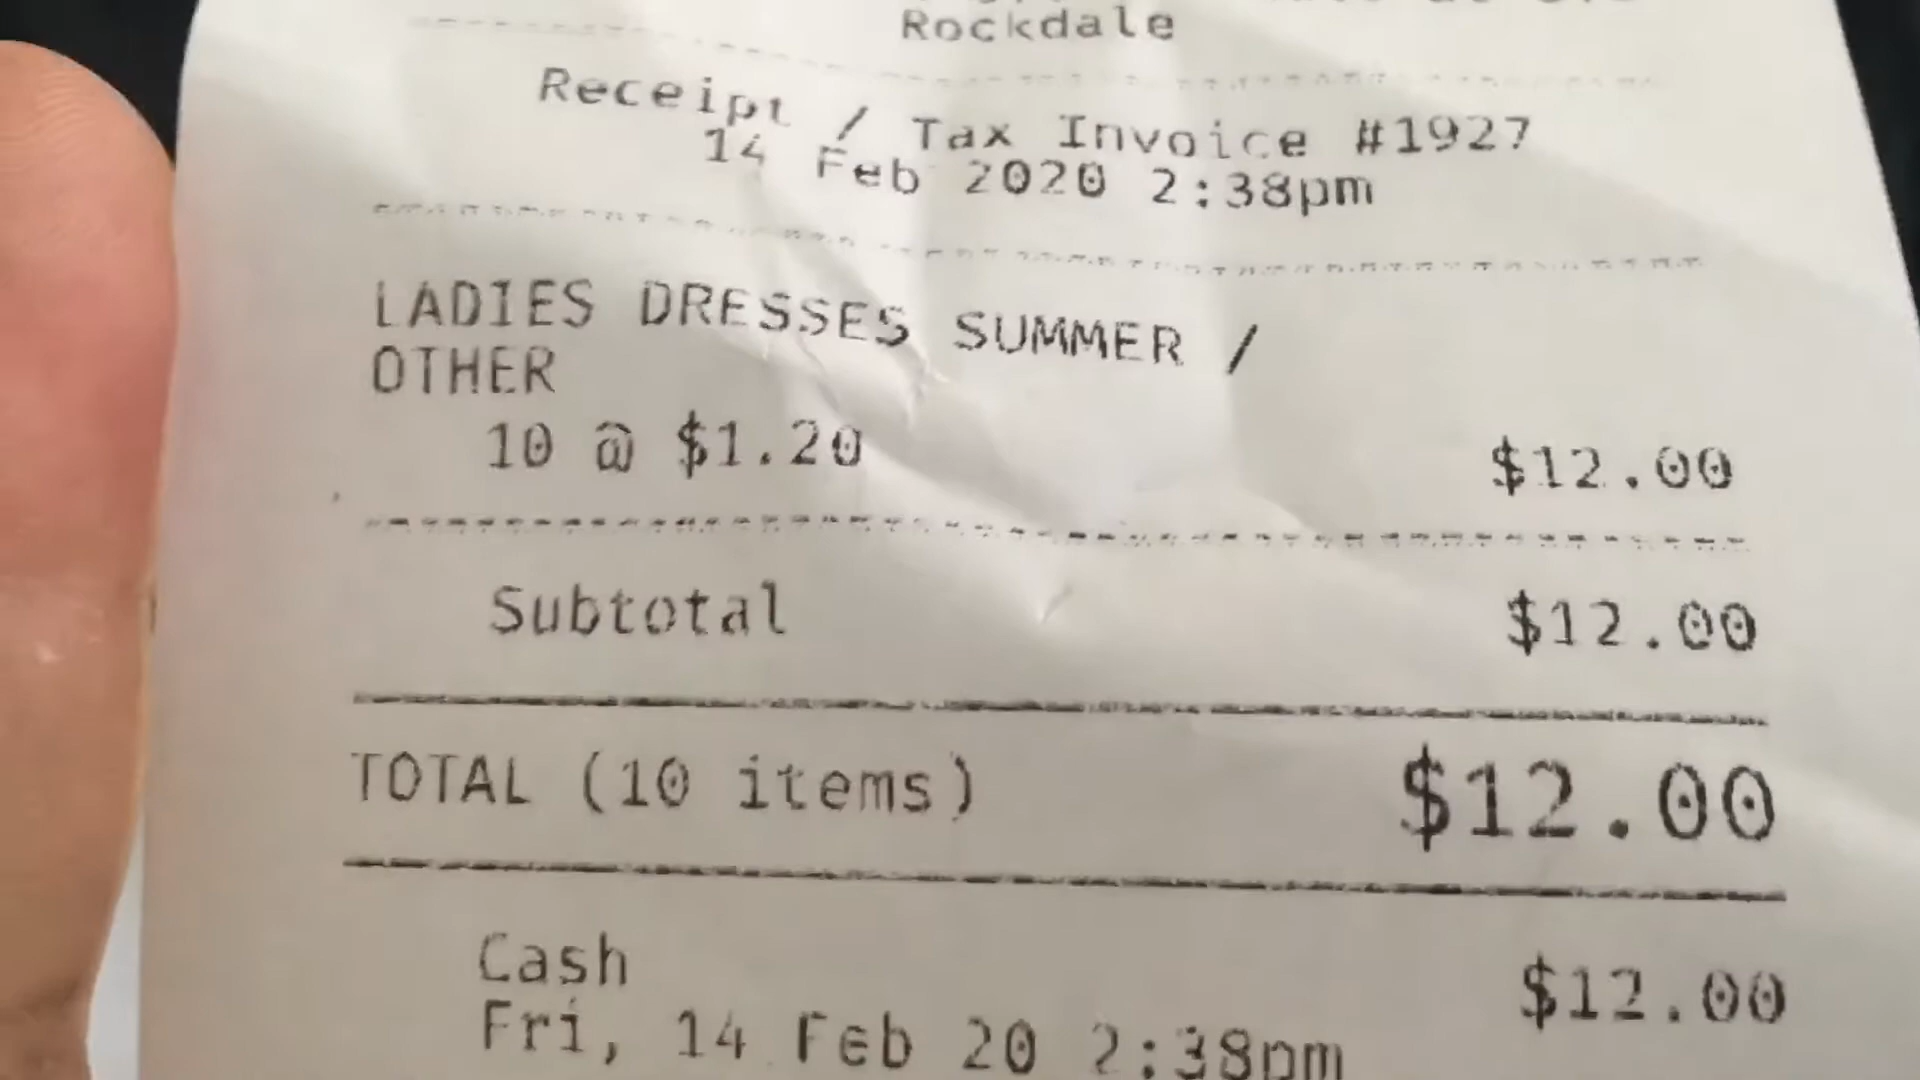 Rockdale
Receipt / Tax Invoice #1927
14 Feb 2020 2:38pm
LADIES DRESSES SUMMER /
OTHER
10 @ $1.20 $12.00
Subtotal $12.00
TOTAL (10 items) $12.00
Cash $12.00
Fri, 14 Feb 20 2:38pm